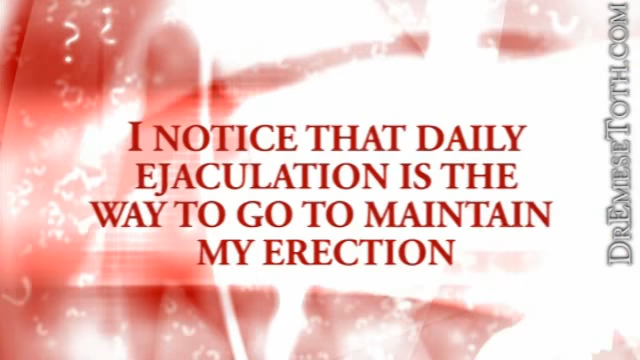 I NOTICE THAT DAILY
EJACULATION IS THE
WAY TO GO TO MAINTAIN
MY ERECTION
DREMESETOTH.COM